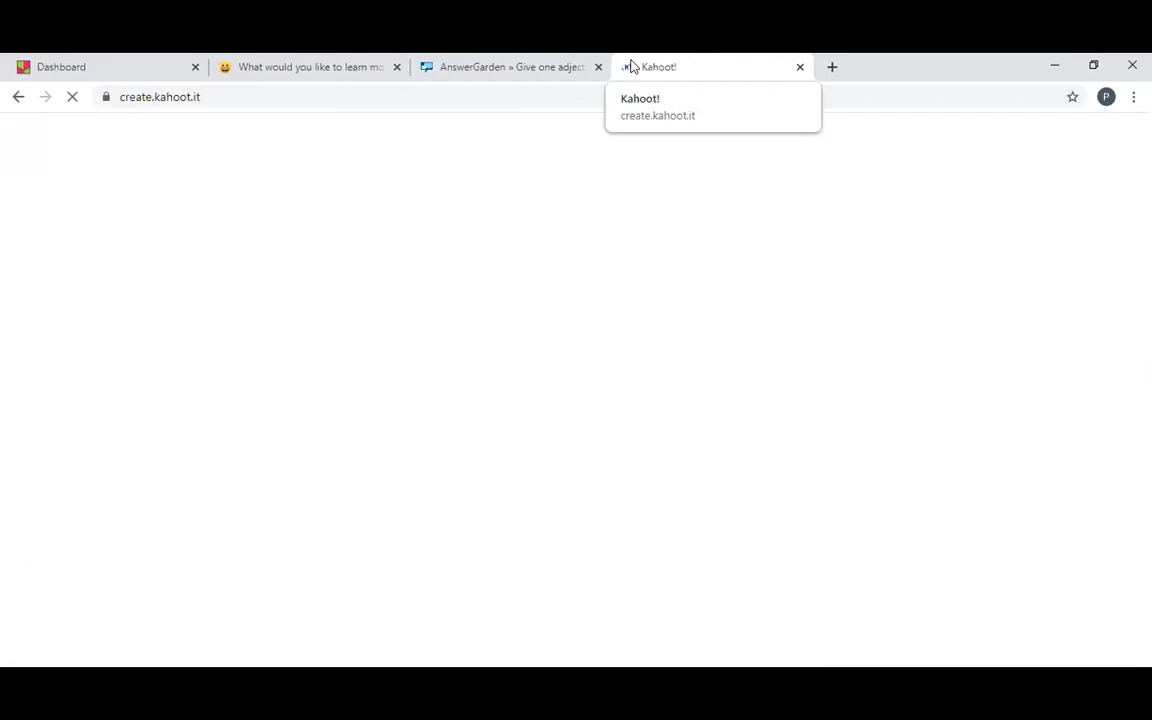 Dashboard
What would you like to learn mo
AnswerGarden » Give one adject
Kahoot!
create.kahoot.it
P
Kahoot!
create.kahoot.it